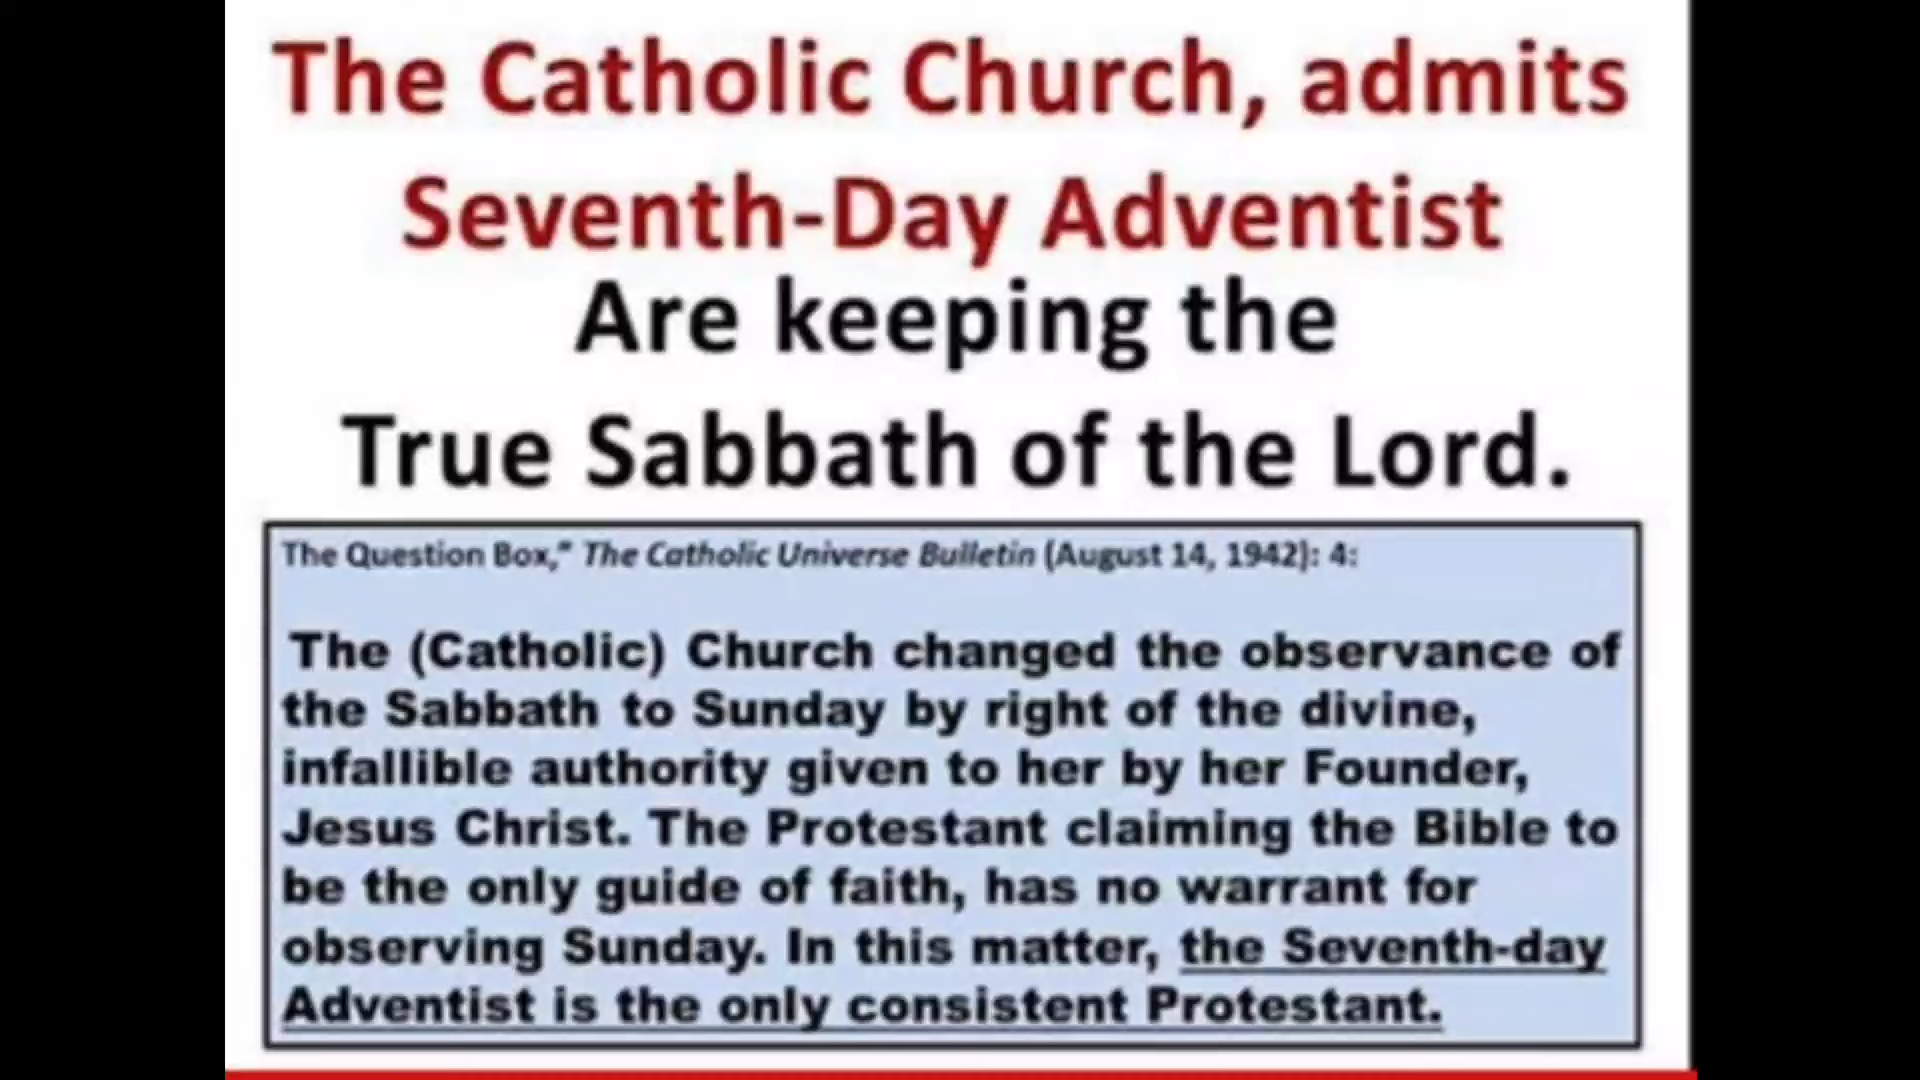 The Catholic Church, admits
Seventh-Day Adventist
Are keeping the
True Sabbath of the Lord.
The Question Box,” The Catholic Universe Bulletin (August 14, 1942): 4:
The (Catholic) Church changed the observance of
the Sabbath to Sunday by right of the divine,
infallible authority given to her by her Founder,
Jesus Christ. The Protestant claiming the Bible to
be the only guide of faith, has no warrant for
observing Sunday. In this matter, the Seventh-day
Adventist is the only consistent Protestant.